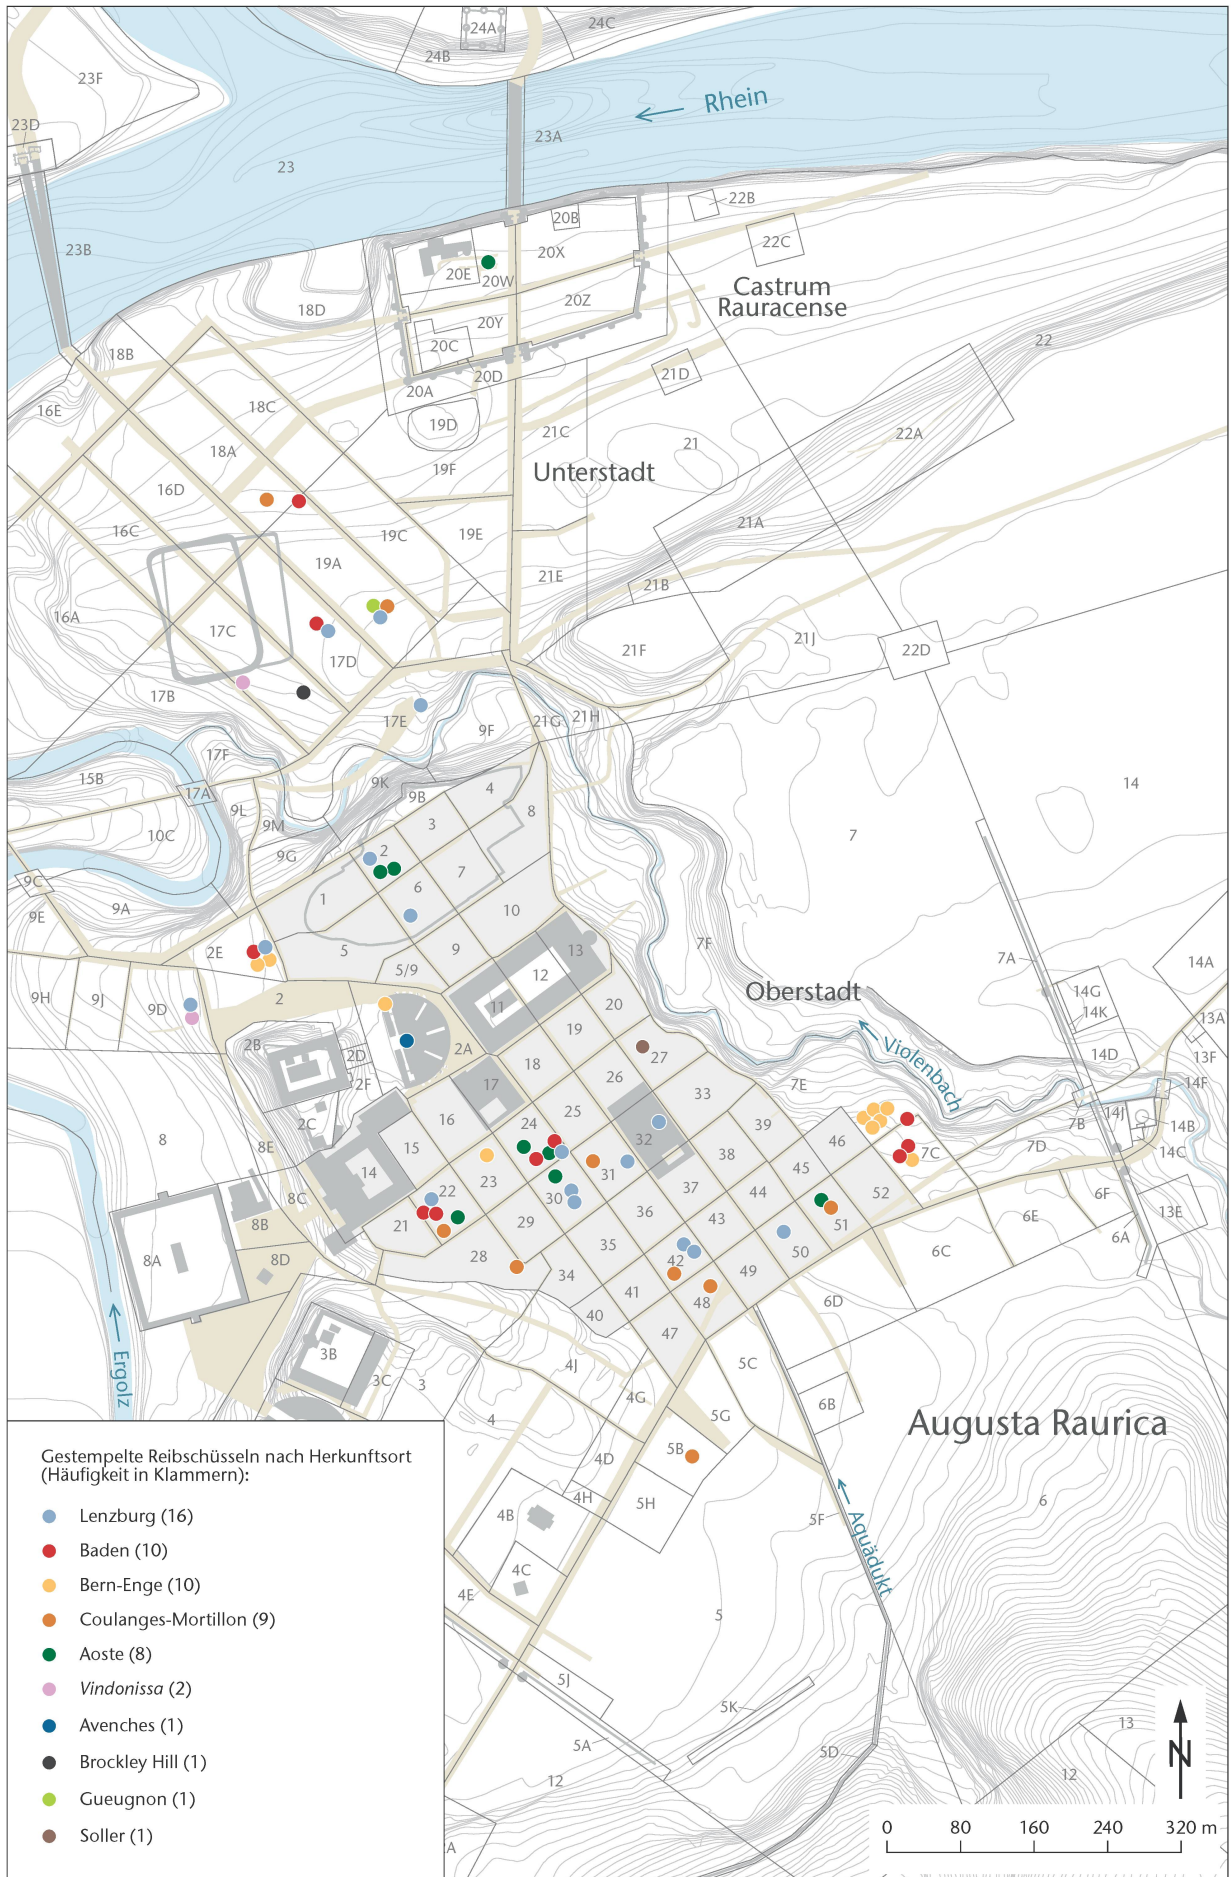 24A
24C
24B
23F
Rhein
23D
23A
23
22B
20B
23B
20X
22C
20E
20W
Castrum
Rauracense
18D
20Z
20Y
20C
22
18B
20D
21D
20A
16E
18C
19D
21C
22A
21
18A
19F
Unterstadt
16D
21A
16C
19C
19E
19A
21E
21B
16A
17C
21J
21F
22D
17D
17B
17E
21G
21H
9F
17F
15B
9K
14
17A
9B
4
9L
8
9M
3
10C
7
9G
2
7
9C
6
1
9A
10
9E
2E
5
9
13
7F
5/9
12
7A
14A
9H
9J
9D
2
Oberstadt
14G
11
20
14K
13A
19
2B
2D
2A
27
Violenbach
14D
13F
18
2F
26
7E
14F
17
33
2C
16
25
14J
7B
24
39
14B
8
8E
15
32
46
7D
7C
14C
38
14
31
45
23
37
22
52
6F
8C
30
44
13E
36
43
8B
21
29
51
6E
6A
28
35
42
50
6C
8A
8D
34
49
41
48
6D
40
47
3B
5C
4J
3C
3
Ergolz
4G
6B
4
5G
Augusta Raurica
5B
4D
4H
5H
6
4B
5F
Aquädukt
4C
4E
5
5J
5K
5A
5D
13
12
12
N
0 80 160 240 320 m
Gestempelte Reibschüsseln nach Herkunftsort
(Häufigkeit in Klammern):
Lenzburg (16)
Baden (10)
Bern-Enge (10)
Coulanges-Mortillon (9)
Aoste (8)
Vindonissa (2)
Avenches (1)
Brockley Hill (1)
Gueugnon (1)
Soller (1)